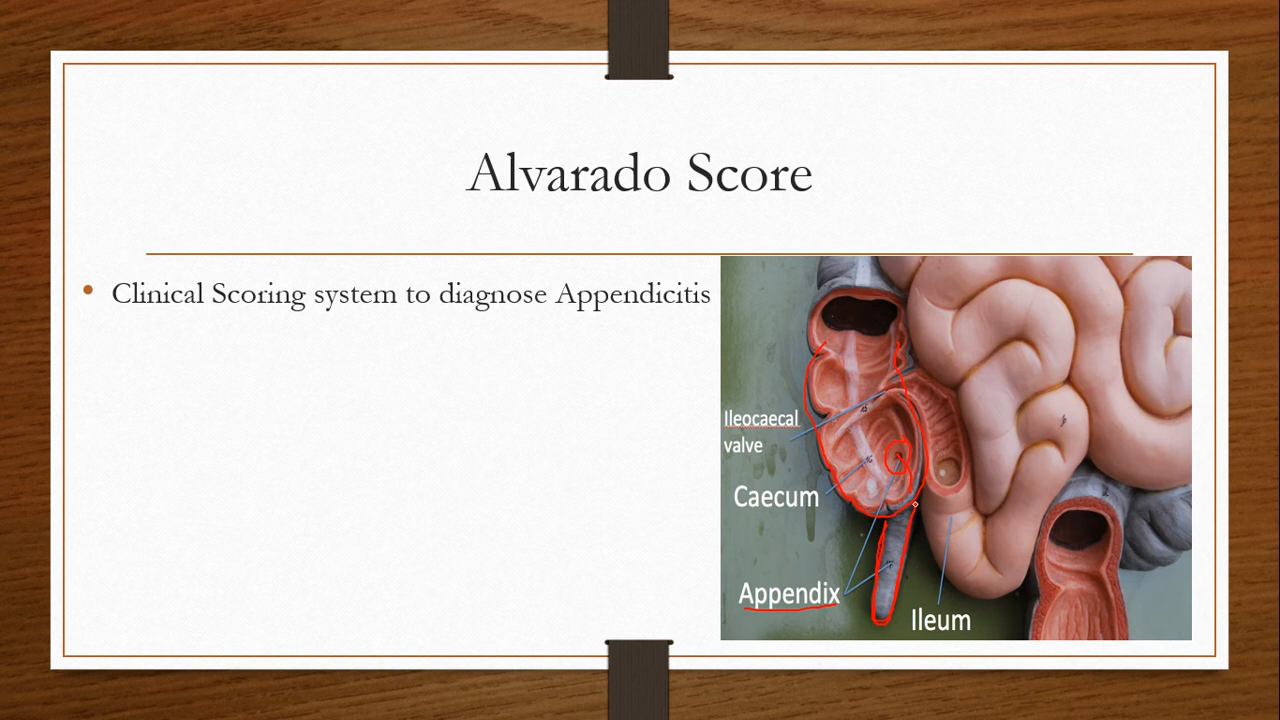 Alvarado Score
• Clinical Scoring system to diagnose Appendicitis
Ileocaecal
valve
Caecum
Appendix
Ileum